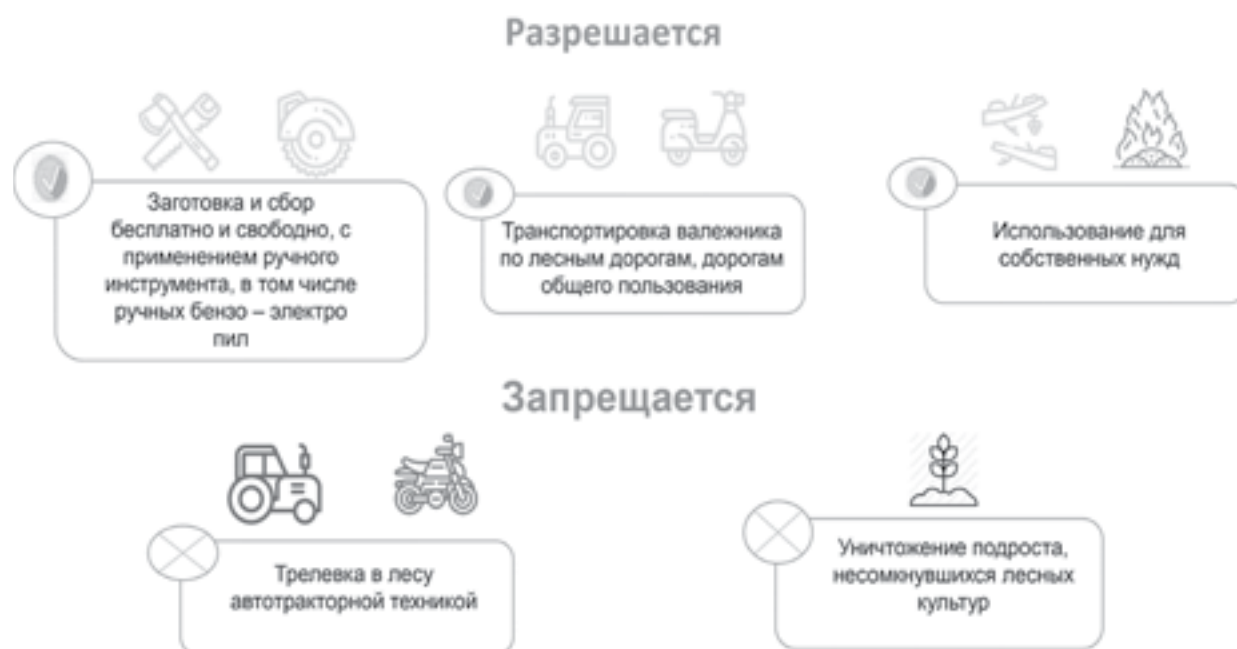 Разрешается
Заготовка и сбор
бесплатно и свободно, с
применением ручного
инструмента, в том числе
ручных бензо – электро
пил
Транспортировка валежника
по лесным дорогам, дорогам
общего пользования
Использование для
собственных нужд
Запрещается
Трелевка в лесу
автотракторной техникой
Уничтожение подроста,
несомкнувшихся лесных
культур